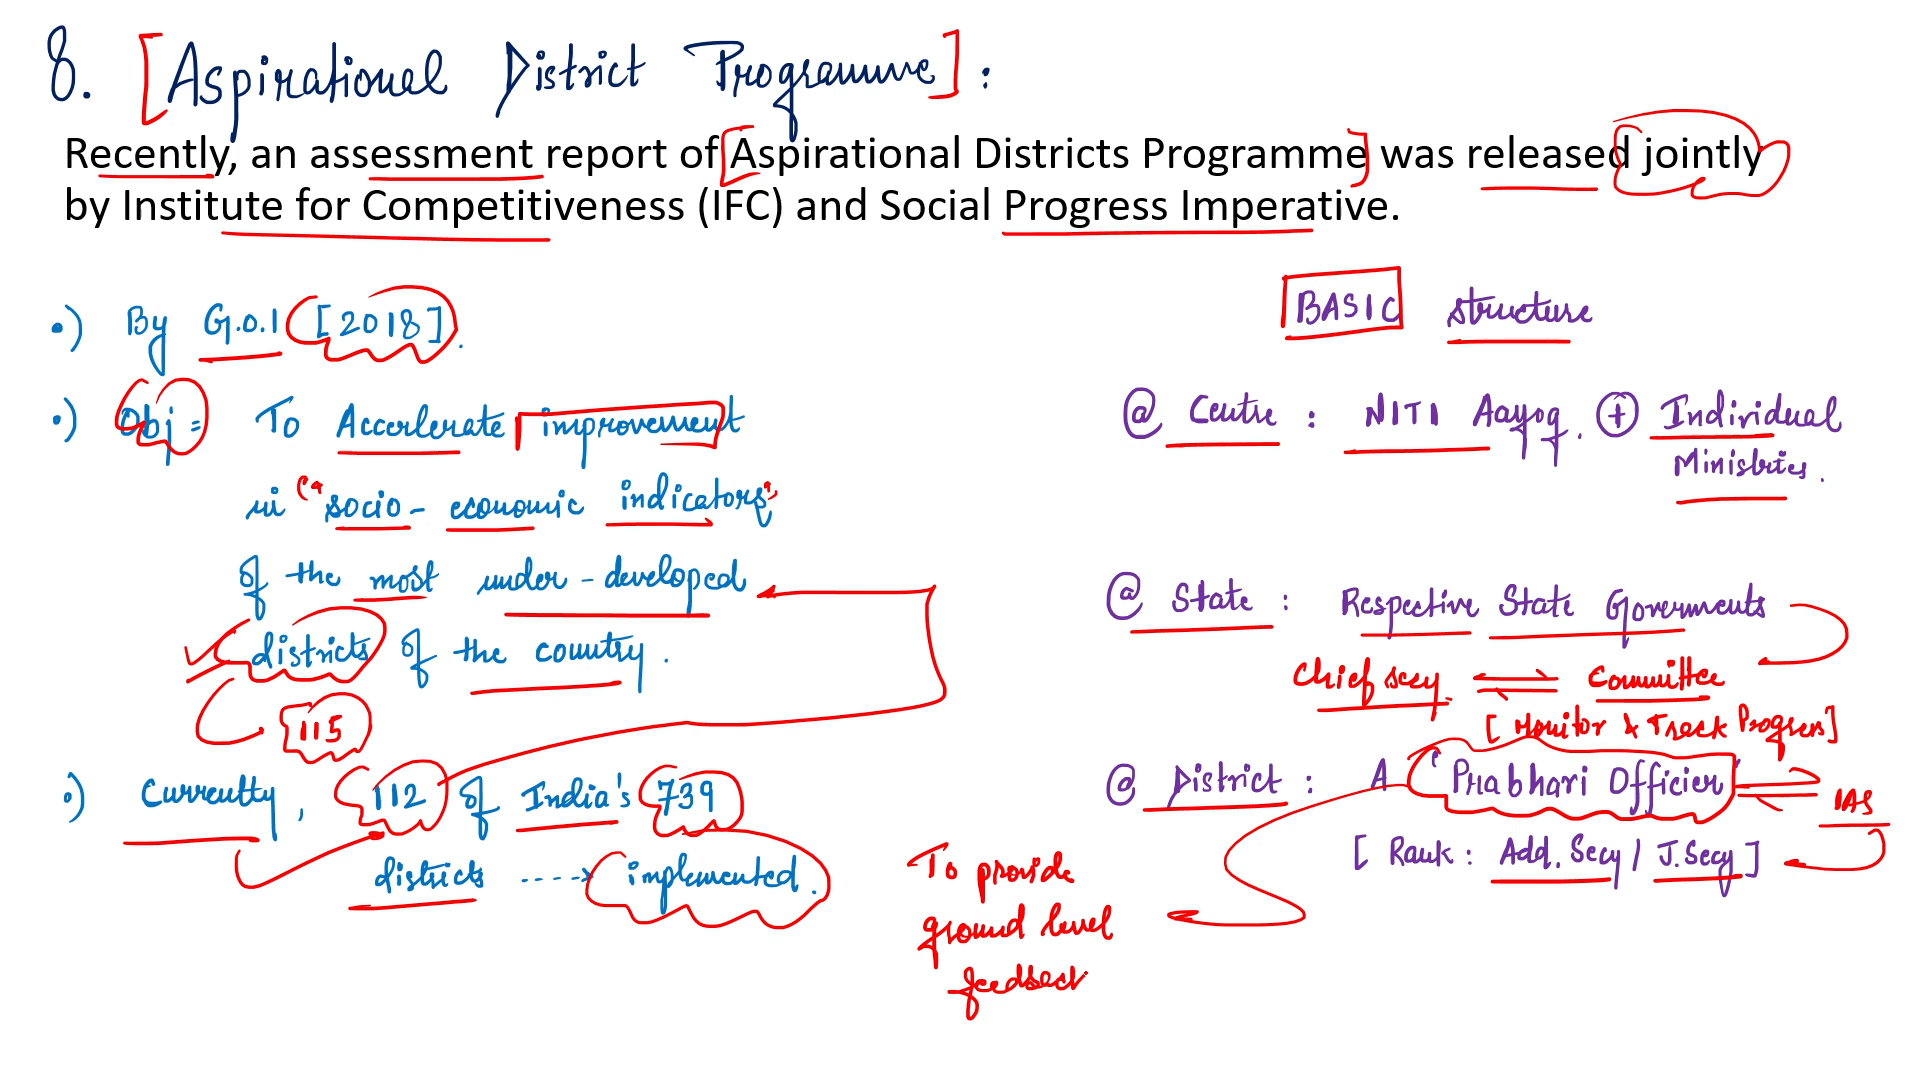 8. [Aspirational District Programme]:
Recently, an assessment report of [Aspirational Districts Programme] was released jointly
by Institute for Competitiveness (IFC) and Social Progress Imperative.
•) By G.O.I [2018].
•) Obj = To Accelerate improvement
in "socio-economic indicators"
of the most under-developed
districts of the country.
115
•) Currently, 112 of India's 739
districts ----> implemented.
BASIC structure
@ Centre : NITI Aayog. + Individual
Ministries.
@ State : Respective State Governments
Chief secy. Committee
[Monitor & Track Progress]
@ District : A "Prabhari Officier"
IAS
[Rank : Add. Secy / J. Secy]
To provide
ground level
feedback